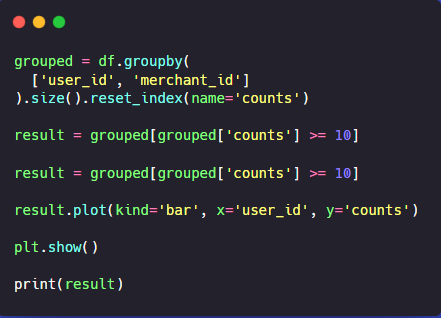 grouped = df.groupby(
  ['user_id', 'merchant_id']
).size().reset_index(name='counts')
result = grouped[grouped['counts'] >= 10]
result = grouped[grouped['counts'] >= 10]
result.plot(kind='bar', x='user_id', y='counts')
plt.show()
print(result)